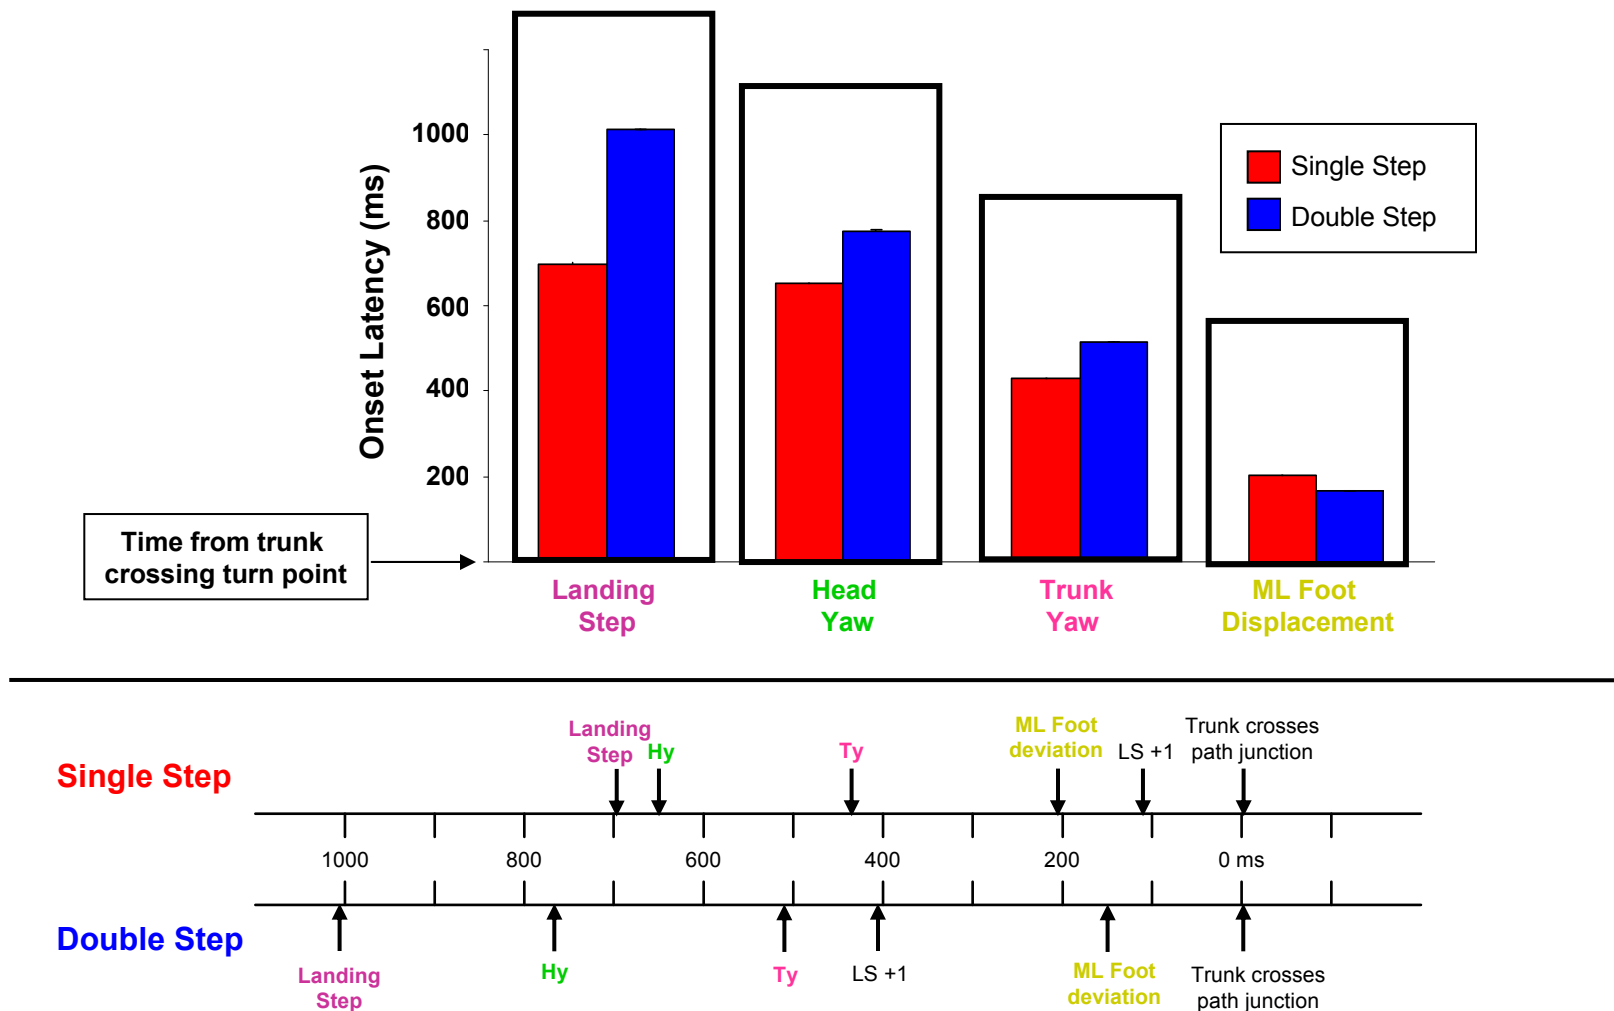 Onset Latency (ms)
1000
800
600
400
200
Single Step
Double Step
Time from trunk
crossing turn point
Landing
Step
Head
Yaw
Trunk
Yaw
ML Foot
Displacement
Single Step
Landing
Step
Hy
Ty
ML Foot
deviation
LS +1
Trunk crosses
path junction
1000
800
600
400
200
0 ms
Double Step
Landing
Step
Hy
Ty
LS +1
ML Foot
deviation
Trunk crosses
path junction